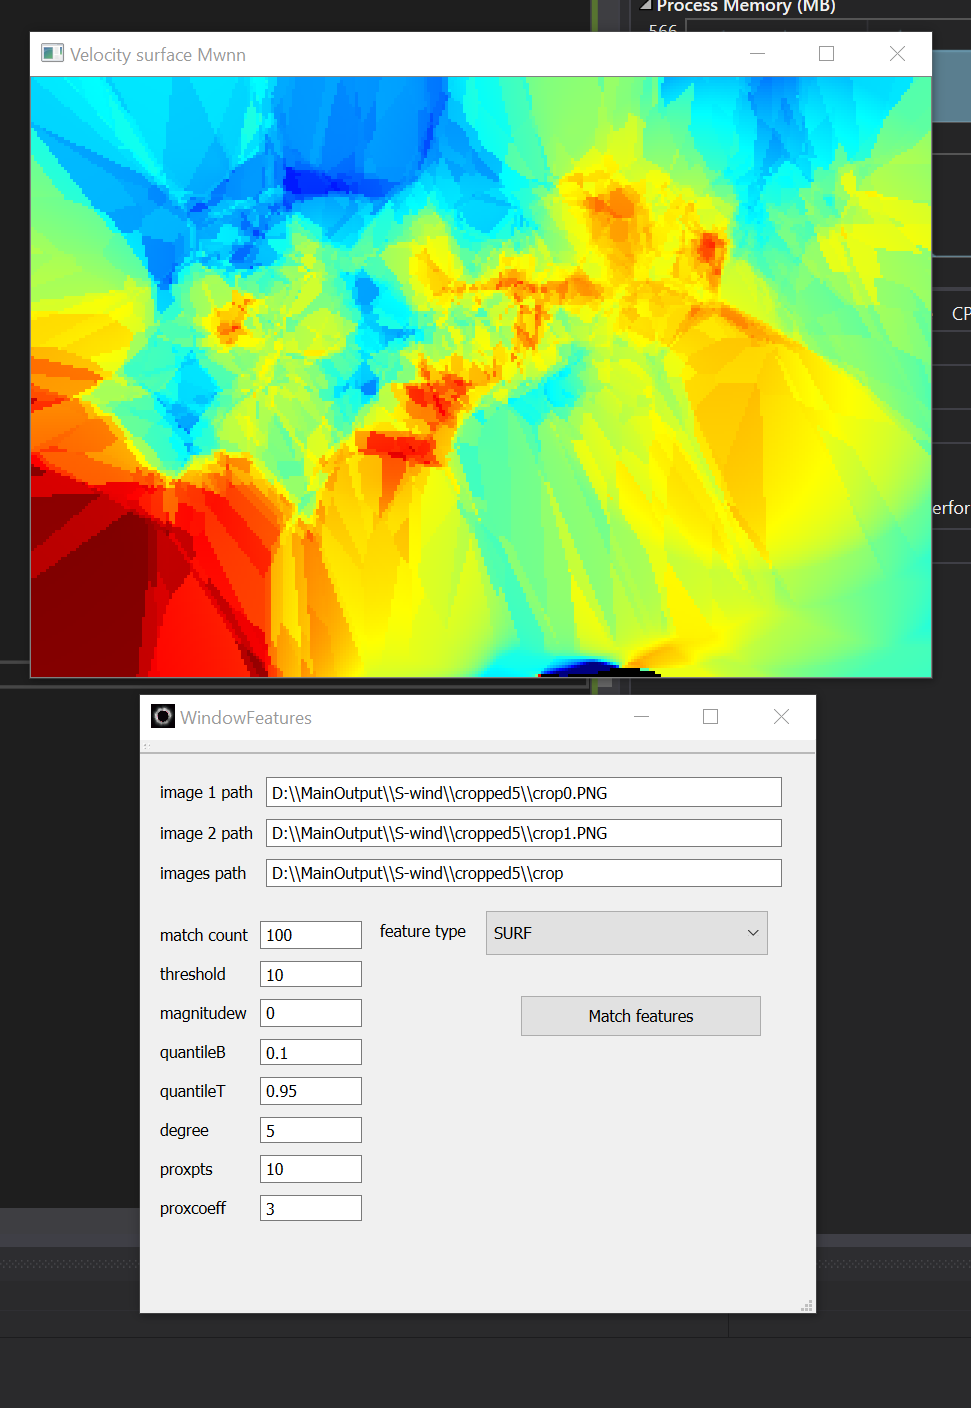 Process Memory (MB)
566
Velocity surface Mwnn
CP
erfor
WindowFeatures
image 1 path D:\\MainOutput\\S-wind\\cropped5\\crop0.PNG
image 2 path D:\\MainOutput\\S-wind\\cropped5\\crop1.PNG
images path D:\\MainOutput\\S-wind\\cropped5\\crop
match count 100 feature type SURF
threshold 10
magnitudew 0 Match features
quantileB 0.1
quantileT 0.95
degree 5
proxpts 10
proxcoeff 3